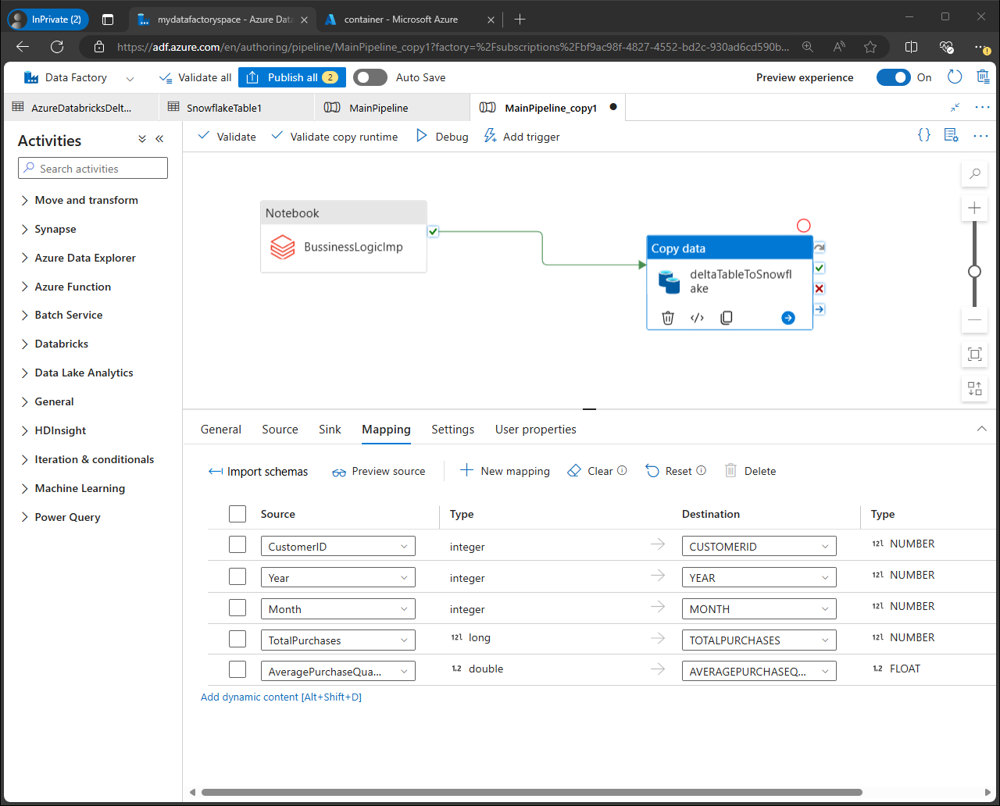 InPrivate (2)
mydatafactoryspace - Azure Data
container - Microsoft Azure
https://adf.azure.com/en/authoring/pipeline/MainPipeline_copy1?factory=%2Fsubscriptions%2Fbf9ac98f-4827-4552-bd2c-930ad6cd590b...
Data Factory
Validate all
Publish all
2
Auto Save
Preview experience
On
AzureDatabricksDelt...
SnowflakeTable1
MainPipeline
MainPipeline_copy1
Activities
Search activities
Move and transform
Synapse
Azure Data Explorer
Azure Function
Batch Service
Databricks
Data Lake Analytics
General
HDInsight
Iteration & conditionals
Machine Learning
Power Query
Validate
Validate copy runtime
Debug
Add trigger
Notebook
BussinessLogicImp
Copy data
deltaTableToSnowfl
ake
General
Source
Sink
Mapping
Settings
User properties
Import schemas
Preview source
New mapping
Clear
Reset
Delete
Source
Type
Destination
Type
CustomerID
integer
CUSTOMERID
12l NUMBER
Year
integer
YEAR
12l NUMBER
Month
integer
MONTH
12l NUMBER
TotalPurchases
12l long
TOTALPURCHASES
12l NUMBER
AveragePurchaseQua...
1.2 double
AVERAGEPURCHASEQ...
1.2 FLOAT
Add dynamic content [Alt+Shift+D]